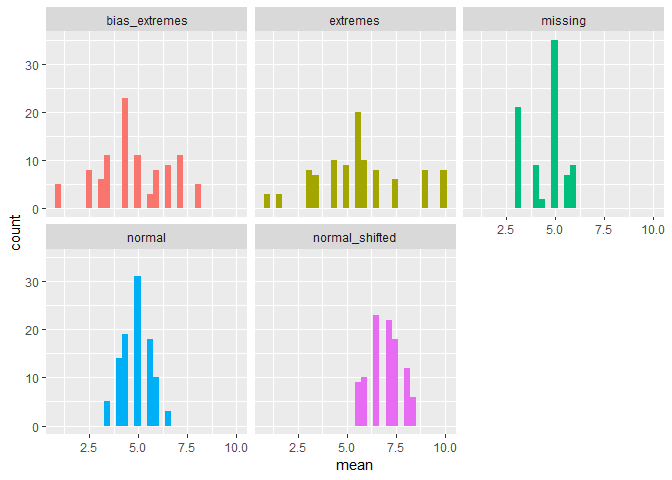 bias_extremes extremes missing
30
20
10
0
2.5 5.0 7.5 10.0
count
normal normal_shifted
30
20
10
0
2.5 5.0 7.5 10.0 2.5 5.0 7.5 10.0
mean